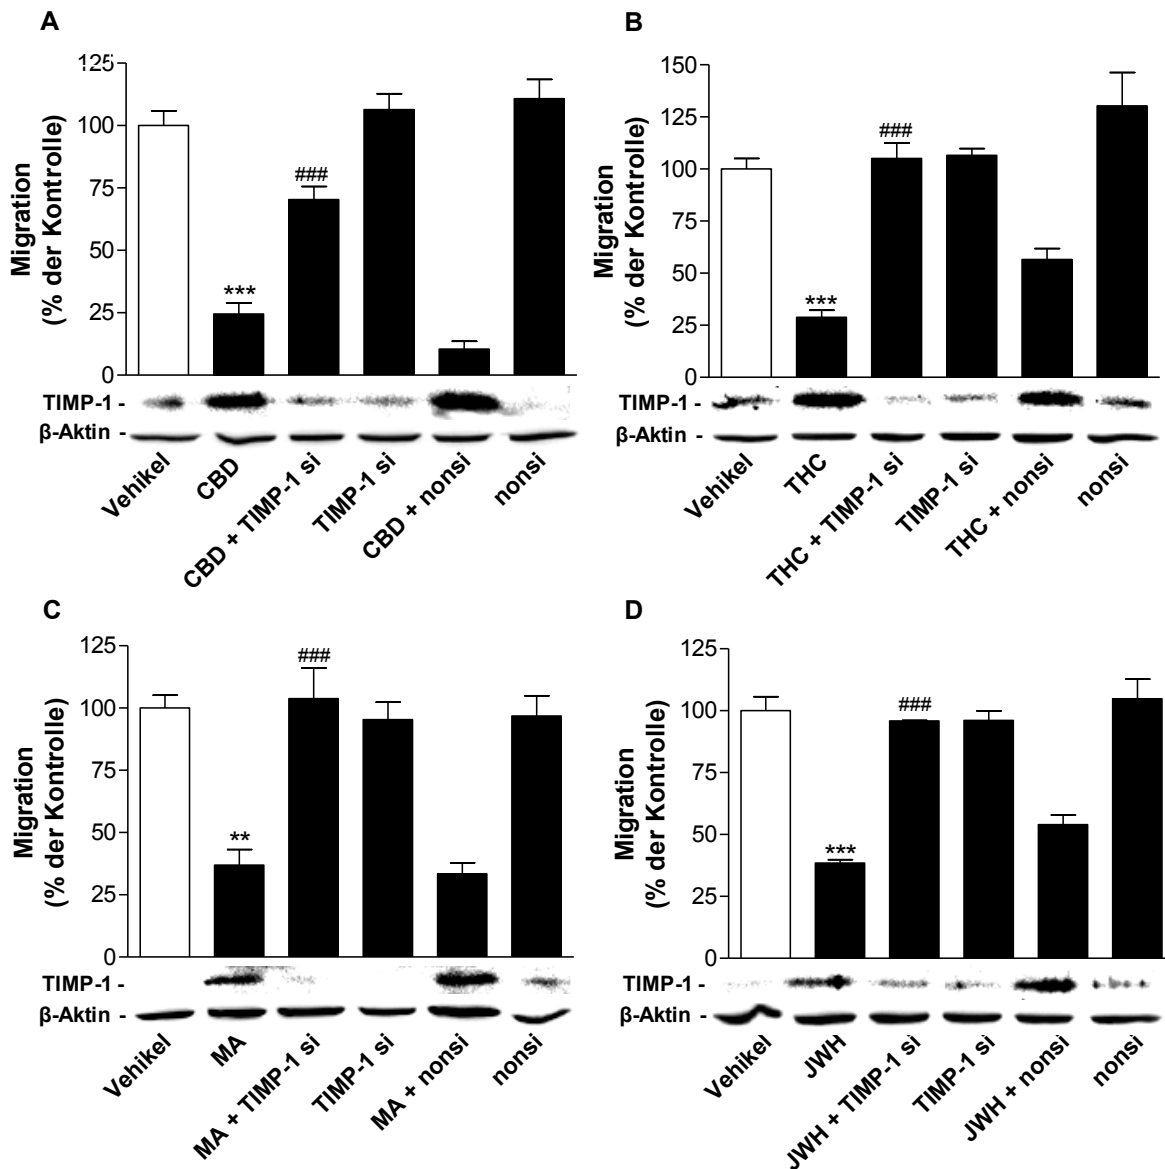 A
Migration
(% der Kontrolle)
125
100
75
50
25
0
***
###
TIMP-1 -
β-Aktin -
Vehikel
CBD
CBD + TIMP-1 si
TIMP-1 si
CBD + nonsi
nonsi
B
Migration
(% der Kontrolle)
150
125
100
75
50
25
0
***
###
TIMP-1 -
β-Aktin -
Vehikel
THC
THC + TIMP-1 si
TIMP-1 si
THC + nonsi
nonsi
C
Migration
(% der Kontrolle)
125
100
75
50
25
0
**
###
TIMP-1 -
β-Aktin -
Vehikel
MA
MA + TIMP-1 si
TIMP-1 si
MA + nonsi
nonsi
D
Migration
(% der Kontrolle)
125
100
75
50
25
0
***
###
TIMP-1 -
β-Aktin -
Vehikel
JWH
JWH + TIMP-1 si
TIMP-1 si
JWH + nonsi
nonsi